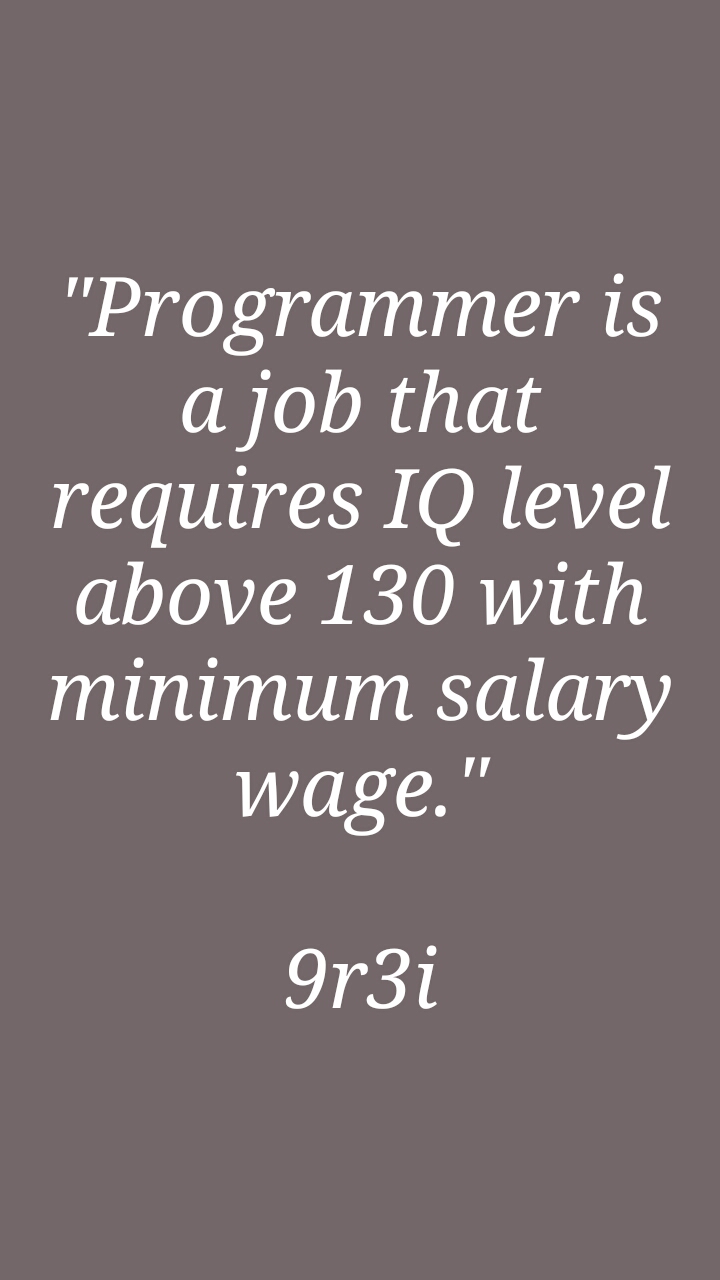 "Programmer is
a job that
requires IQ level
above 130 with
minimum salary
wage."
9r3i